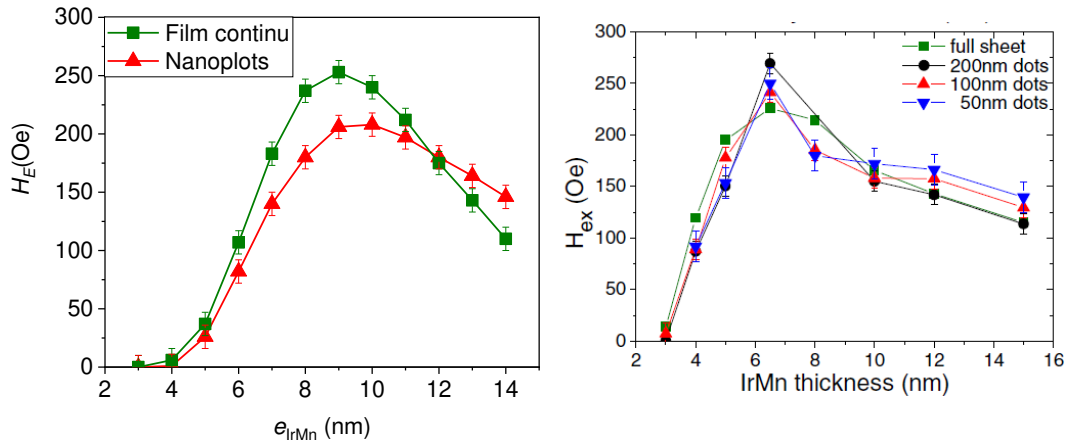 300
250
200
150
100
50
0
H_E(Oe)
Film continu
Nanoplots
2 4 6 8 10 12 14
e_IrMn (nm)
300
250
200
150
100
50
0
H_ex (Oe)
full sheet
200nm dots
100nm dots
50nm dots
2 4 6 8 10 12 14 16
IrMn thickness (nm)